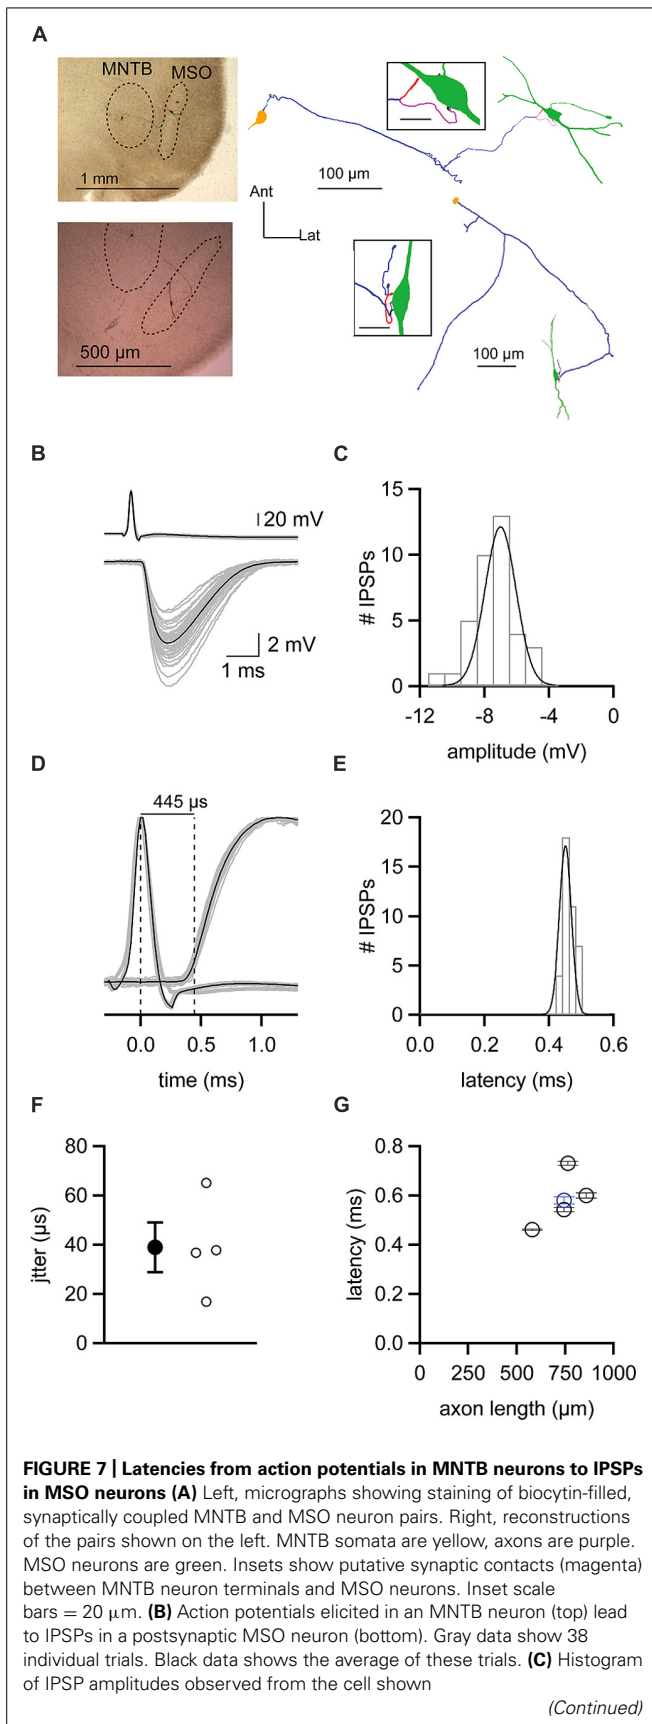 A
MNTB
MSO
1 mm
100 µm
Ant
Lat
500 µm
100 µm
B
20 mV
2 mV
1 ms
C
15
10
5
0
# IPSPs
-12 -8 -4 0
amplitude (mV)
D
445 µs
0.0 0.5 1.0
time (ms)
E
20
15
10
5
0
# IPSPs
0.0 0.2 0.4 0.6
latency (ms)
F
80
60
40
20
0
jtter (µs)
G
0.8
0.6
0.4
0.2
0.0
latency (ms)
0 250 500 750 1000
axon length (µm)
FIGURE 7 | Latencies from action potentials in MNTB neurons to IPSPs
in MSO neurons (A) Left, micrographs showing staining of biocytin-filled,
synaptically coupled MNTB and MSO neuron pairs. Right, reconstructions
of the pairs shown on the left. MNTB somata are yellow, axons are purple.
MSO neurons are green. Insets show putative synaptic contacts (magenta)
between MNTB neuron terminals and MSO neurons. Inset scale
bars = 20 µm. (B) Action potentials elicited in an MNTB neuron (top) lead
to IPSPs in a postsynaptic MSO neuron (bottom). Gray data show 38
individual trials. Black data shows the average of these trials. (C) Histogram
of IPSP amplitudes observed from the cell shown
(Continued)